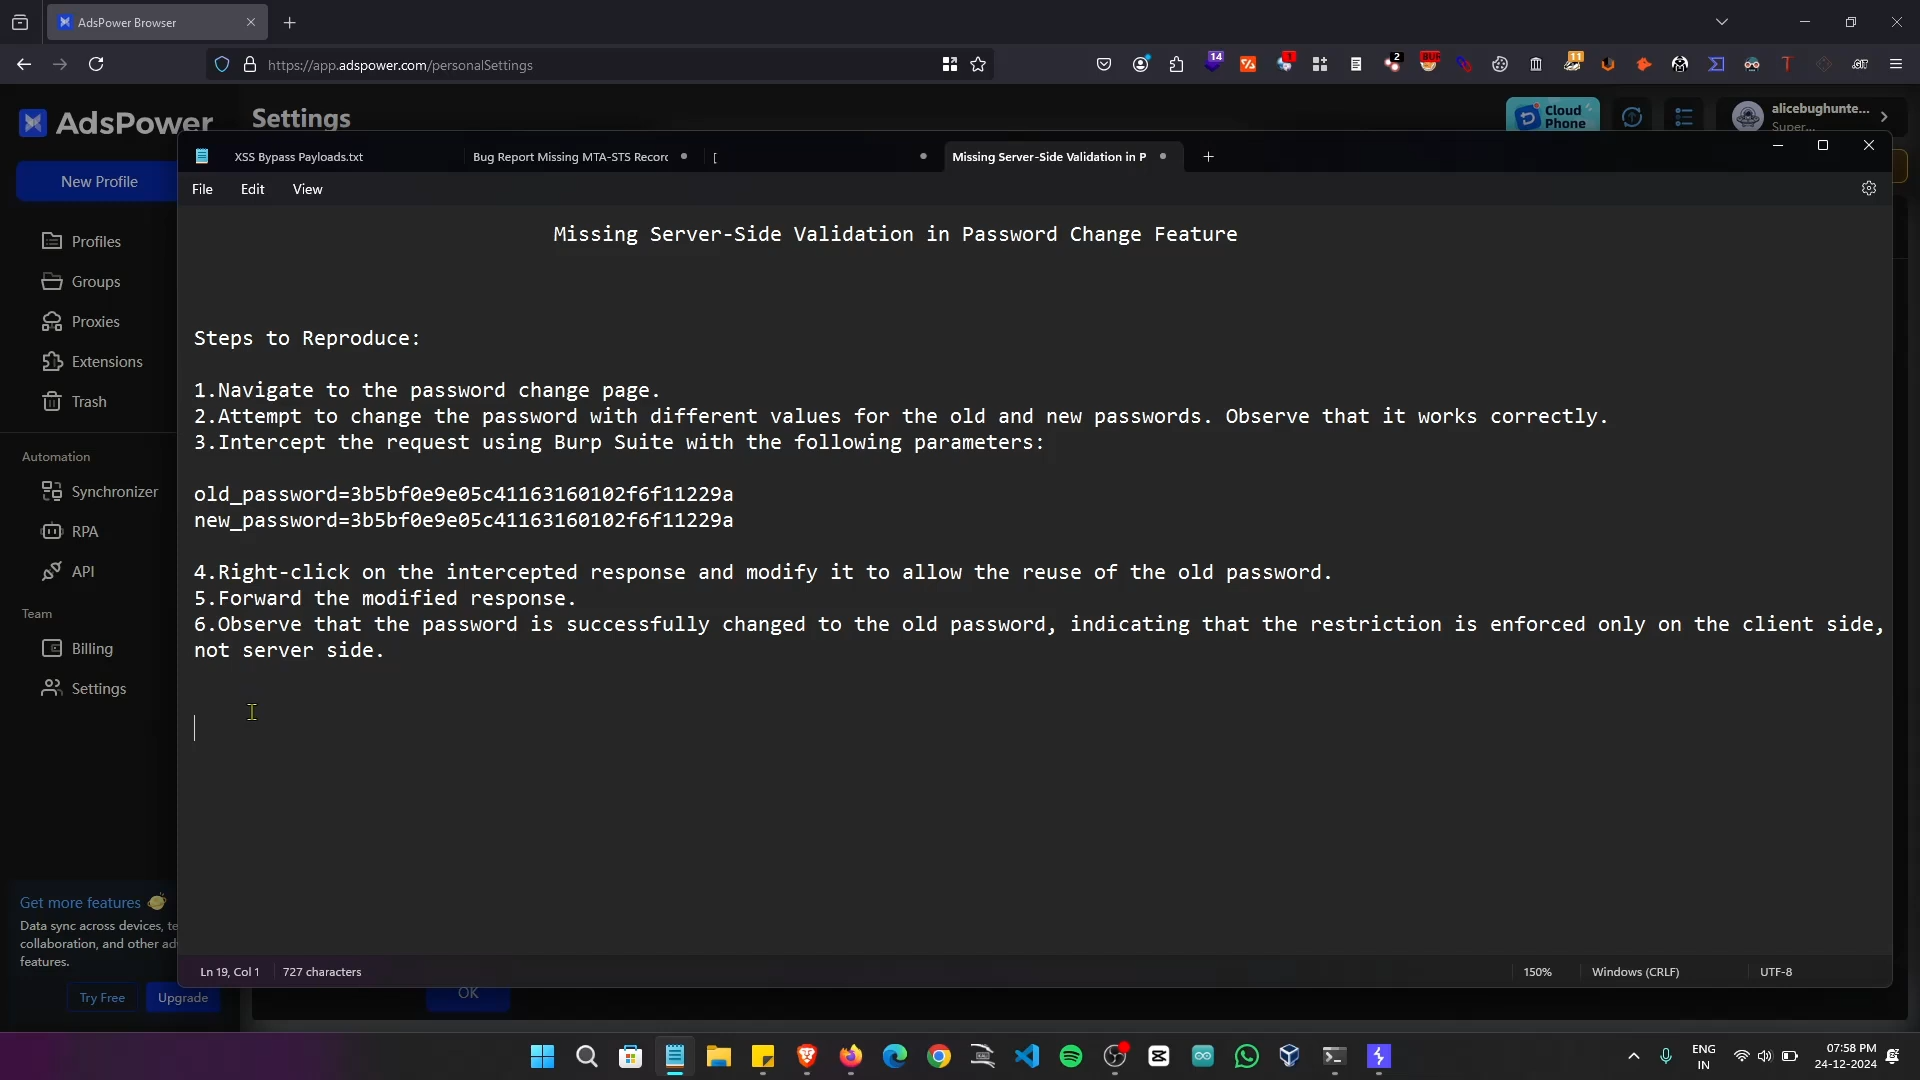 AdsPower Browser
https://app.adspower.com/personalSettings
14
1
2
BUG
11
T
.GIT
AdsPower
Settings
Cloud
Phone
alicebughunte...
Super...
XSS Bypass Payloads.txt
Bug Report Missing MTA-STS Record
[
Missing Server-Side Validation in P
New Profile
File
Edit
View
Missing Server-Side Validation in Password Change Feature
Profiles
Groups
Proxies
Extensions
Trash
Automation
Synchronizer
RPA
API
Team
Billing
Settings
Steps to Reproduce:
1.Navigate to the password change page.
2.Attempt to change the password with different values for the old and new passwords. Observe that it works correctly.
3.Intercept the request using Burp Suite with the following parameters:
old_password=3b5bf0e9e05c41163160102f6f11229a
new_password=3b5bf0e9e05c41163160102f6f11229a
4.Right-click on the intercepted response and modify it to allow the reuse of the old password.
5.Forward the modified response.
6.Observe that the password is successfully changed to the old password, indicating that the restriction is enforced only on the client side,
not server side.
Get more features
Data sync across devices, te
collaboration, and other ad
features.
Try Free
Upgrade
Ln 19, Col 1
727 characters
150%
Windows (CRLF)
UTF-8
OK
ENG
IN
07:58 PM
24-12-2024